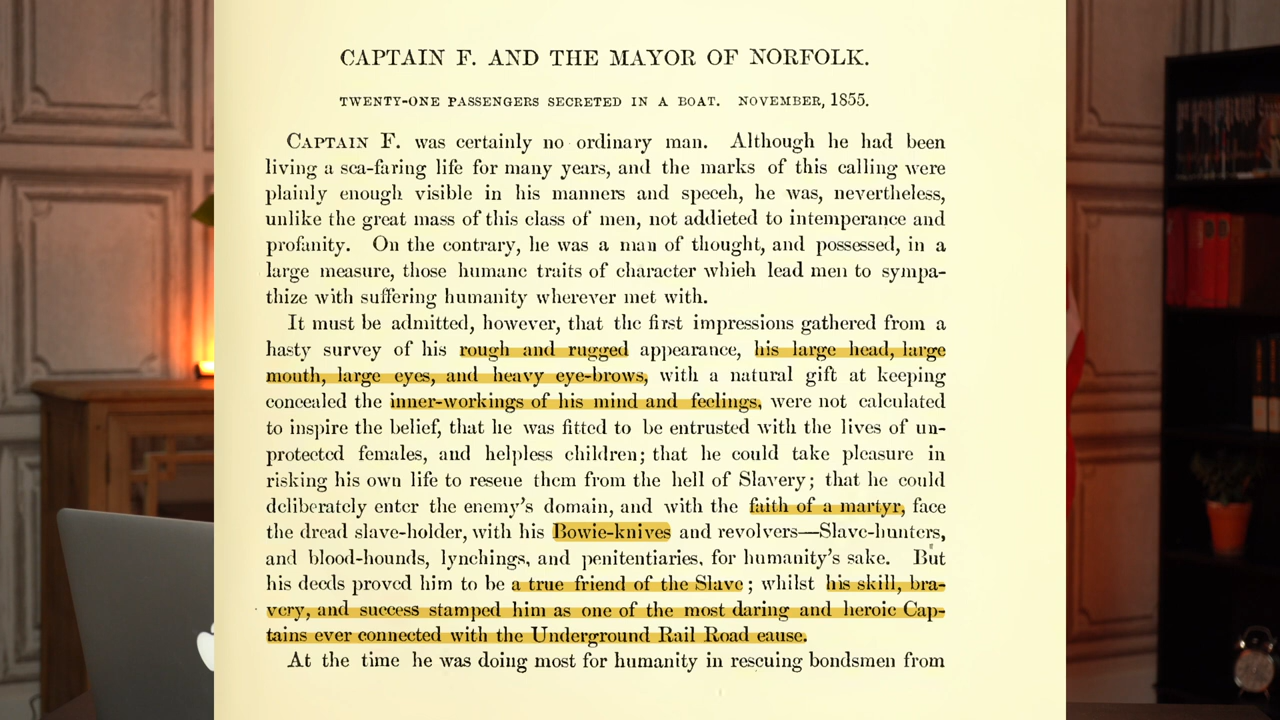 CAPTAIN F. AND THE MAYOR OF NORFOLK.
TWENTY-ONE PASSENGERS SECRETED IN A BOAT. NOVEMBER, 1855.
CAPTAIN F. was certainly no ordinary man. Although he had been
living a sea-faring life for many years, and the marks of this calling were
plainly enough visible in his manners and speech, he was, nevertheless,
unlike the great mass of this class of men, not addicted to intemperance and
profanity. On the contrary, he was a man of thought, and possessed, in a
large measure, those humane traits of character which lead men to sympa-
thize with suffering humanity wherever met with.
It must be admitted, however, that the first impressions gathered from a
hasty survey of his rough and rugged appearance, his large head, large
mouth, large eyes, and heavy eye-brows, with a natural gift at keeping
concealed the inner-workings of his mind and feelings, were not calculated
to inspire the belief, that he was fitted to be entrusted with the lives of un-
protected females, and helpless children; that he could take pleasure in
risking his own life to rescue them from the hell of Slavery; that he could
deliberately enter the enemy's domain, and with the faith of a martyr, face
the dread slave-holder, with his Bowie-knives and revolvers—Slave-hunters,
and blood-hounds, lynchings, and penitentiaries, for humanity's sake. But
his deeds proved him to be a true friend of the Slave; whilst his skill, bra-
very, and success stamped him as one of the most daring and heroic Cap-
tains ever connected with the Underground Rail Road cause.
At the time he was doing most for humanity in rescuing bondsmen from